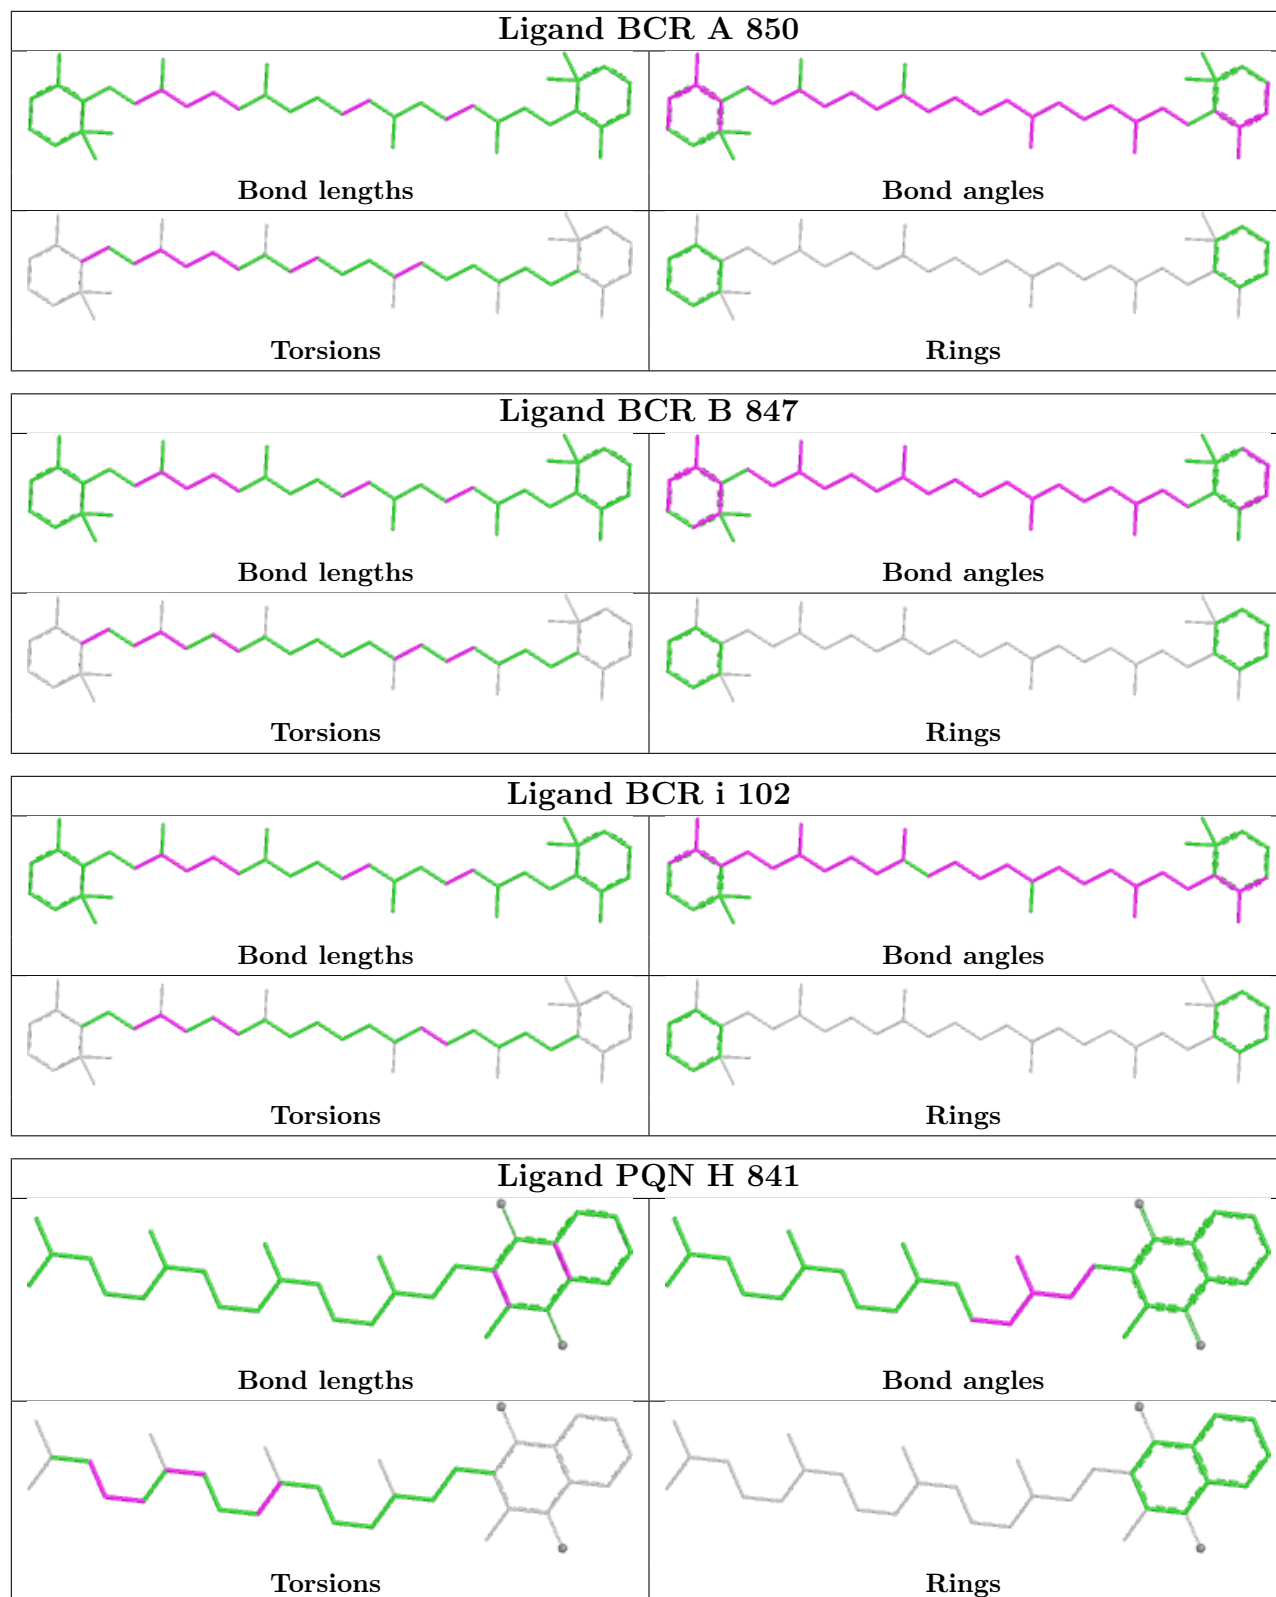 Ligand BCR A 850
Bond lengths
Bond angles
Torsions
Rings
Ligand BCR B 847
Bond lengths
Bond angles
Torsions
Rings
Ligand BCR i 102
Bond lengths
Bond angles
Torsions
Rings
Ligand PQN H 841
Bond lengths
Bond angles
Torsions
Rings